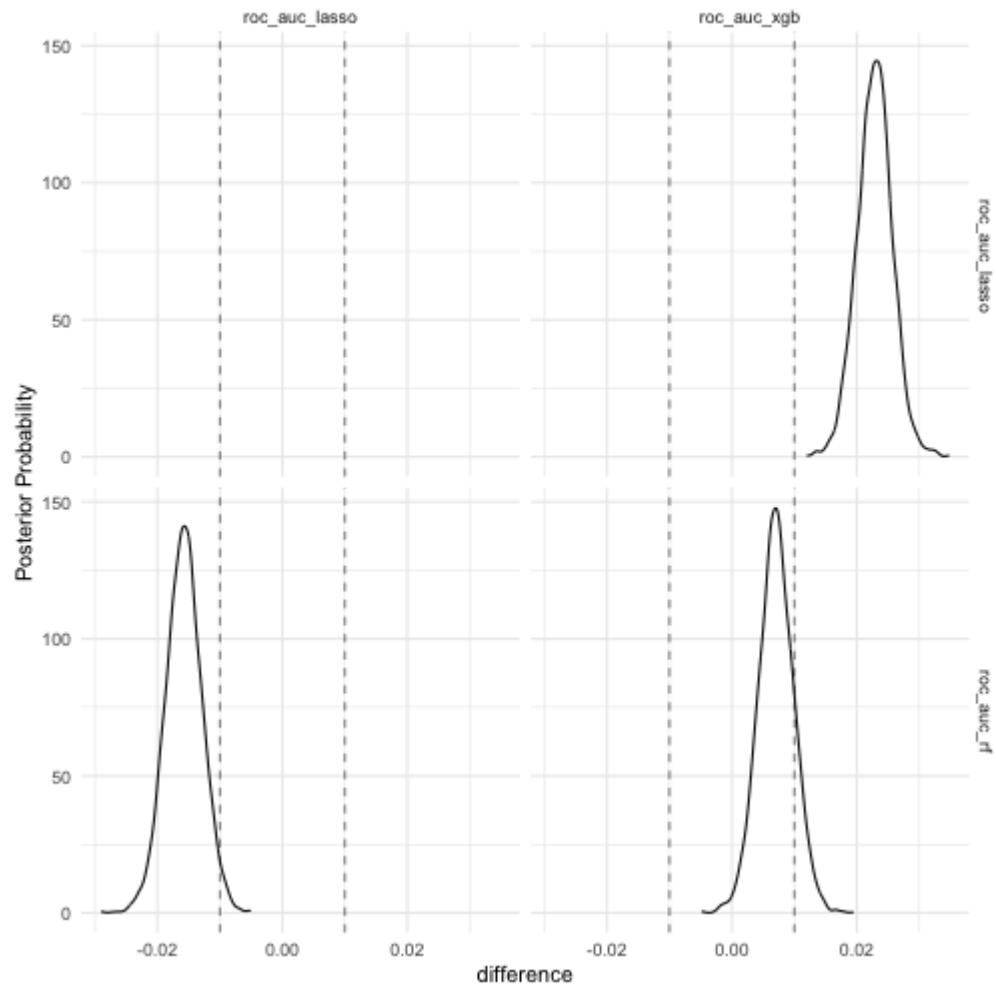 roc_auc_lasso
roc_auc_xgb
150
100
50
0
roc_auc_lasso
150
100
50
0
roc_auc_rf
Posterior Probability
-0.02
0.00
0.02
-0.02
0.00
0.02
difference